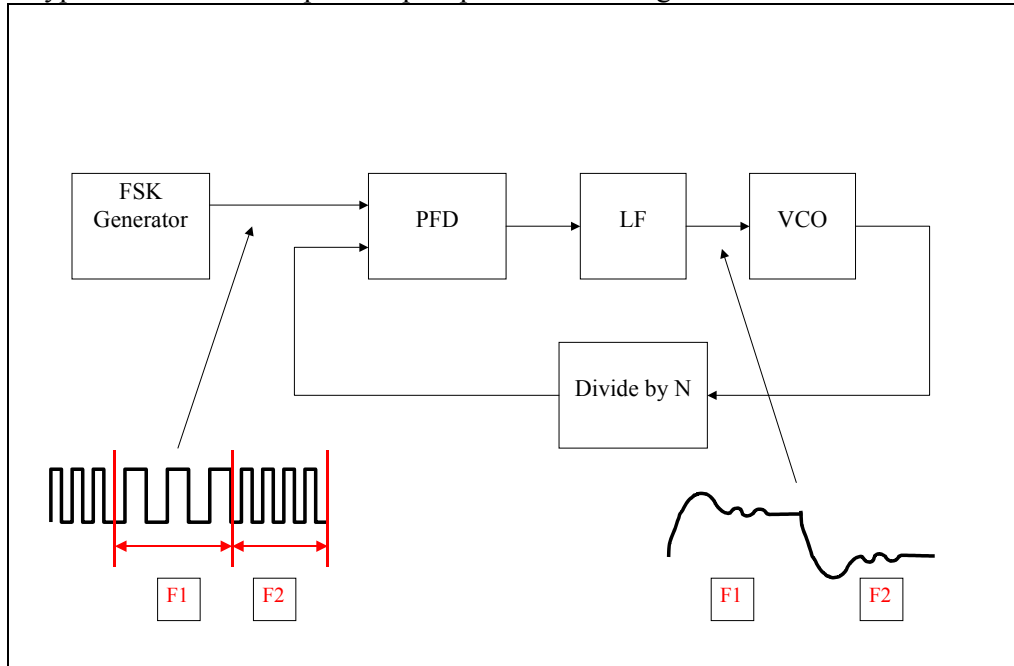 FSK
Generator
PFD
LF
VCO
Divide by N
F1
F2
F1
F2